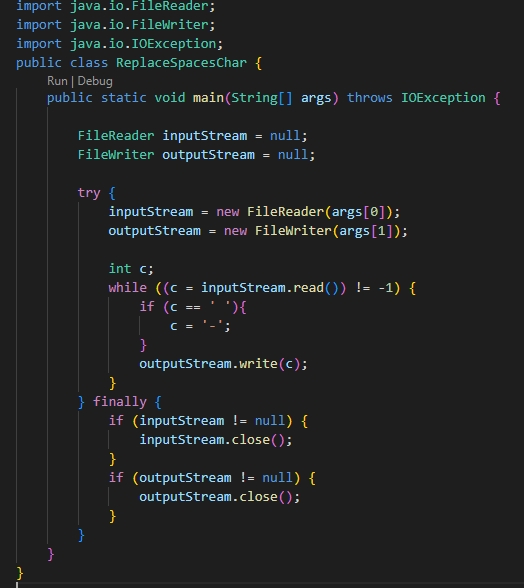 import java.io.FileReader;
import java.io.FileWriter;
import java.io.IOException;
public class ReplaceSpacesChar {
Run | Debug
    public static void main(String[] args) throws IOException {

        FileReader inputStream = null;
        FileWriter outputStream = null;

        try {
            inputStream = new FileReader(args[0]);
            outputStream = new FileWriter(args[1]);

            int c;
            while ((c = inputStream.read()) != -1) {
                if (c == ' '){
                    c = '-';
                }
                outputStream.write(c);
            }
        } finally {
            if (inputStream != null) {
                inputStream.close();
            }
            if (outputStream != null) {
                outputStream.close();
            }
        }
    }
}